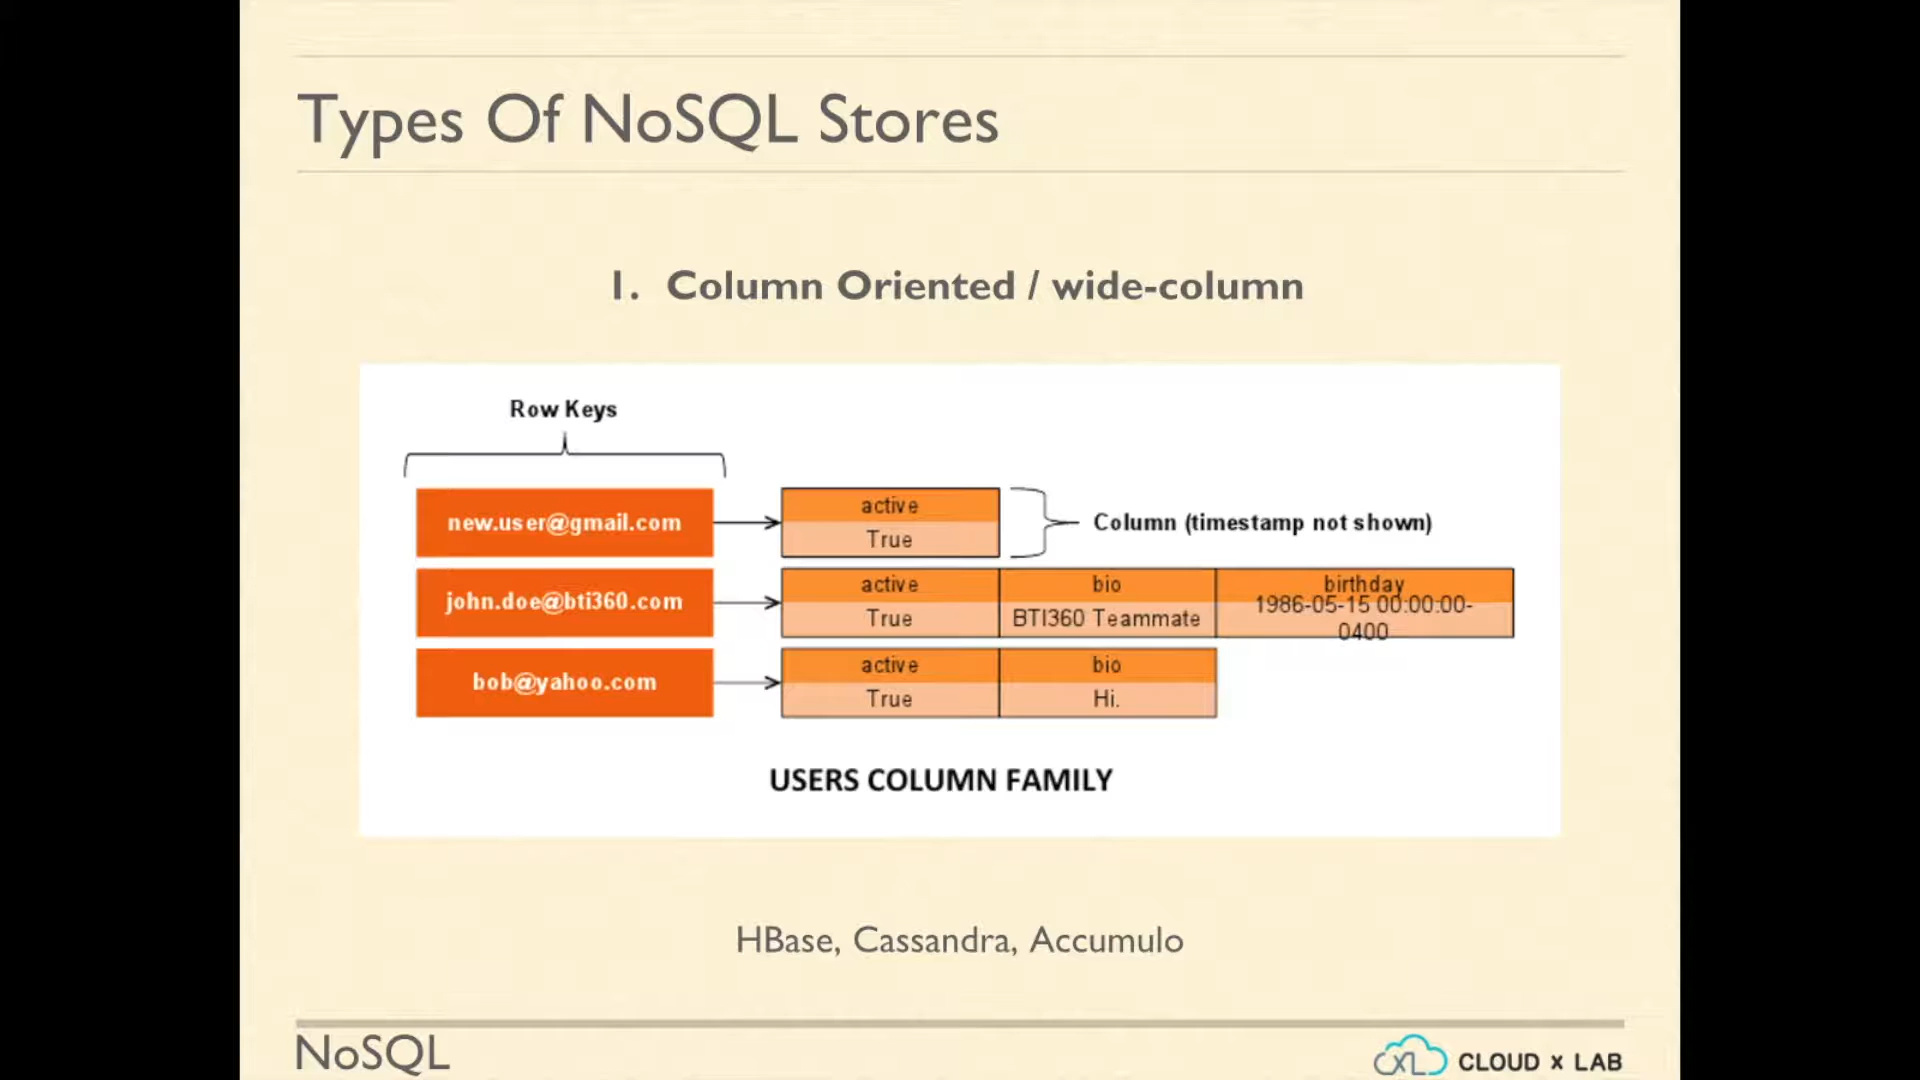 Types Of NoSQL Stores
1. Column Oriented / wide-column
Row Keys
new.user@gmail.com
active
True
Column (timestamp not shown)
john.doe@bti360.com
active
True
bio
BTI360 Teammate
birthday
1986-05-15 00:00:00-
0400
bob@yahoo.com
active
True
bio
Hi.
USERS COLUMN FAMILY
HBase, Cassandra, Accumulo
NoSQL
CXL CLOUD x LAB